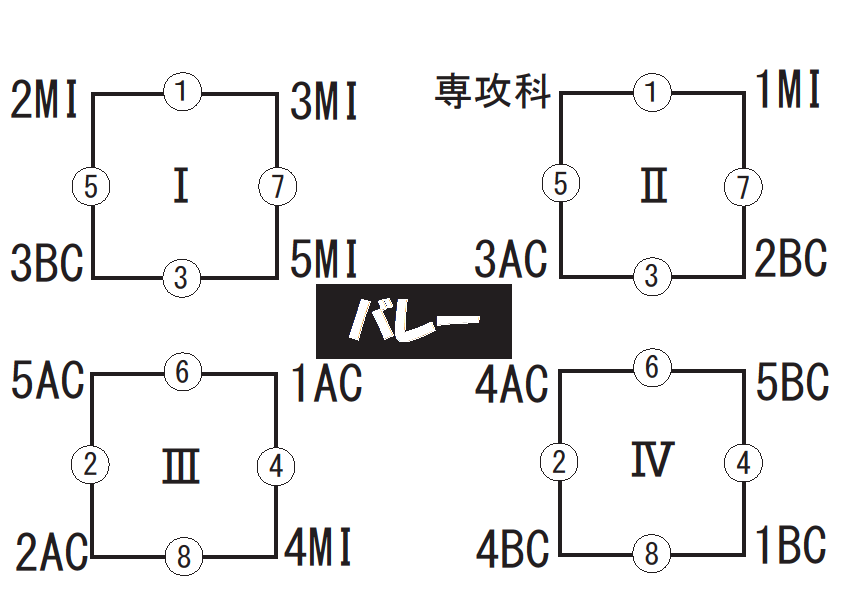 2MI ① 3MI
⑤ Ⅰ ⑦
3BC ③ 5MI
専攻科 ① 1MI
⑤ Ⅱ ⑦
3AC ③ 2BC
バレー
5AC ⑥ 1AC
② Ⅲ ④
2AC ⑧ 4MI
4AC ⑥ 5BC
② Ⅳ ④
4BC ⑧ 1BC